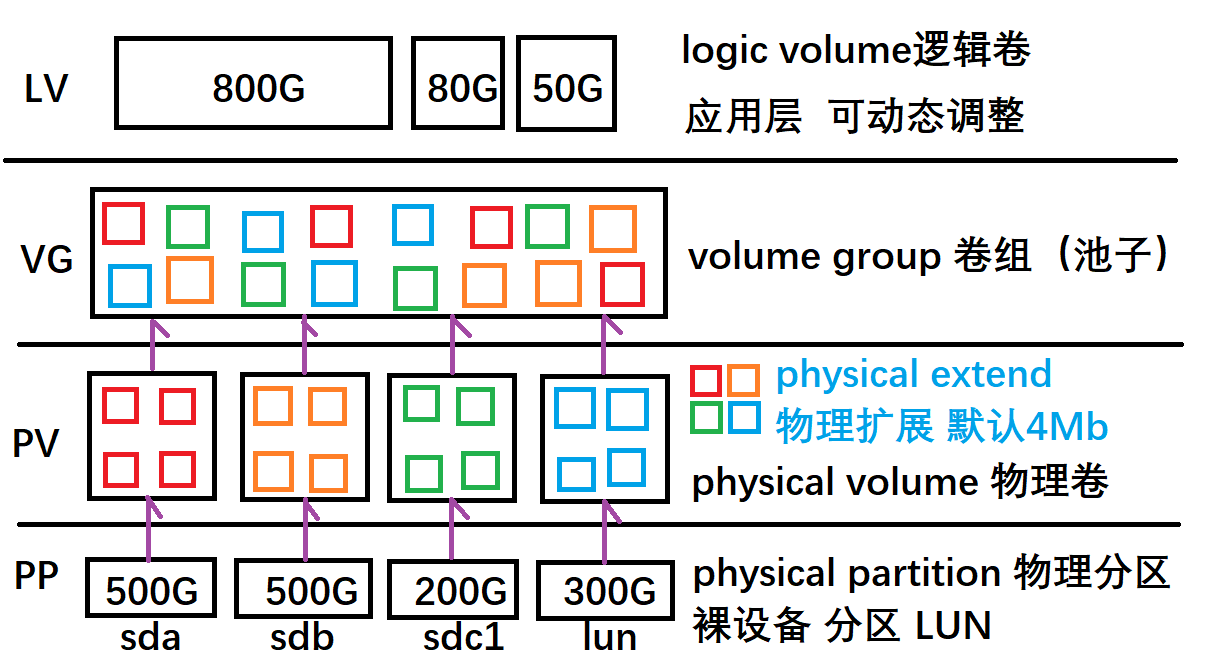 LV
800G
80G
50G
logic volume逻辑卷
应用层 可动态调整
VG
volume group 卷组（池子）
PV
physical extend
物理扩展 默认4Mb
physical volume 物理卷
PP
500G
500G
200G
300G
sda
sdb
sdc1
lun
physical partition 物理分区
裸设备 分区 LUN